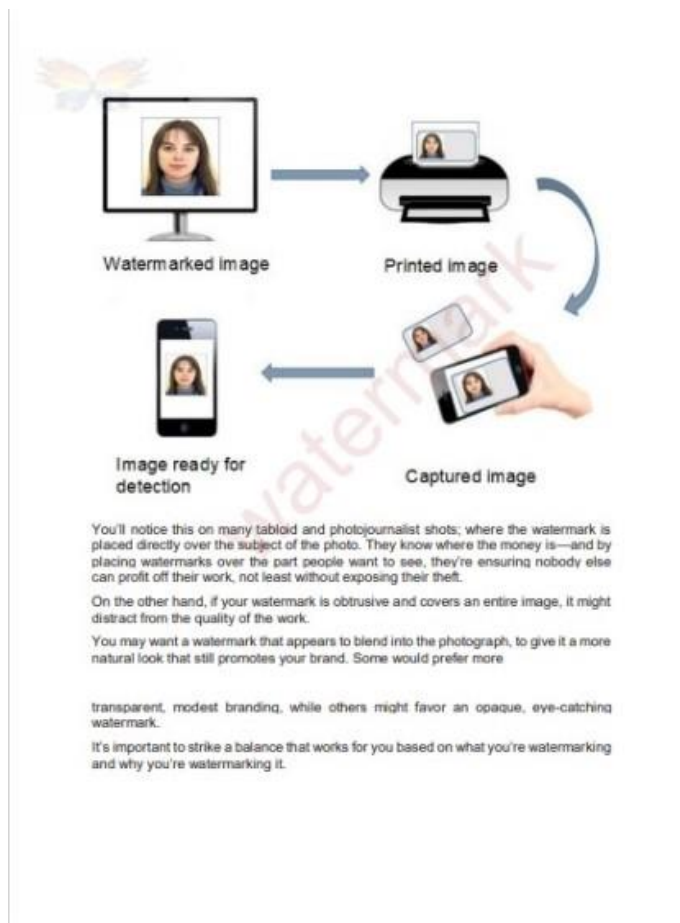 Watermarked image
Printed image
watermark
Image ready for
detection
Captured image
You'll notice this on many tabloid and photojournalist shots; where the watermark is
placed directly over the subject of the photo. They know where the money is—and by
placing watermarks over the part people want to see, they're ensuring nobody else
can profit off their work, not least without exposing their theft.
On the other hand, if your watermark is obtrusive and covers an entire image, it might
distract from the quality of the work.
You may want a watermark that appears to blend into the photograph, to give it a more
natural look that still promotes your brand. Some would prefer more
transparent, modest branding, while others might favor an opaque, eye-catching
watermark.
It's important to strike a balance that works for you based on what you're watermarking
and why you're watermarking it.